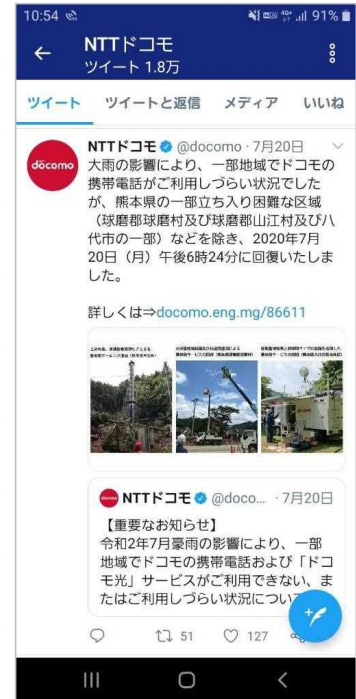 10:54
4G+
91%
NTTドコモ
ツイート 1.8万
ツイート
ツイートと返信
メディア
いいね
döcomo
NTTドコモ @docomo · 7月20日
大雨の影響により、一部地域でドコモの
携帯電話がご利用しづらい状況でした
が、熊本県の一部立ち入り困難な区域
（球磨郡球磨村及び球磨郡山江村及び八
代市の一部）などを除き、2020年7月
20日（月）午後6時24分に回復いたしま
した。
詳しくは⇒docomo.eng.mg/86611
NTTドコモ @doco... · 7月20日
【重要なお知らせ】
令和2年7月豪雨の影響により、一部
地域でドコモの携帯電話および「ドコ
モ光」サービスがご利用できない、ま
たはご利用しづらい状況につい
51
127